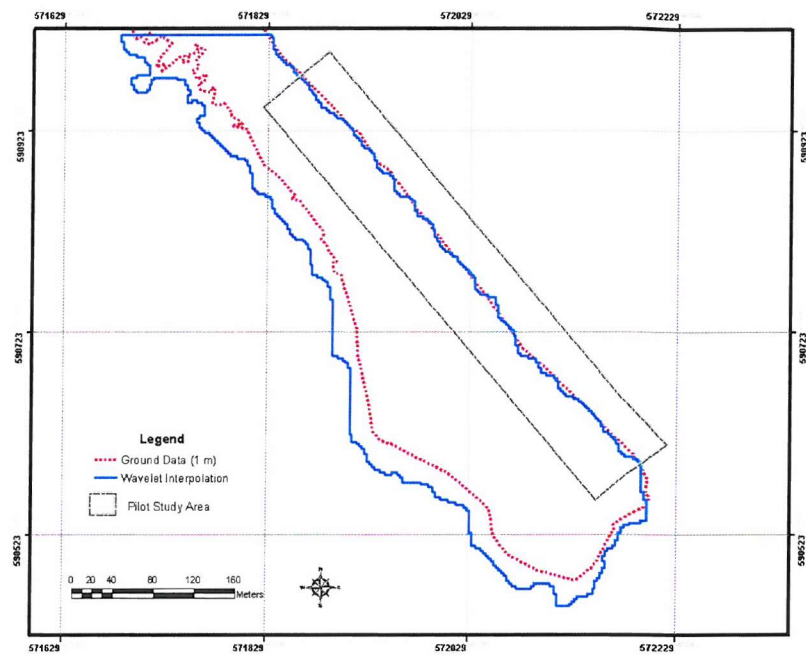 571629 571829 572029 572229
590923 590923
590723 590723
Legend
Ground Data (1 m)
Wavelet Interpolation
Pilot Study Area
590523 590523
0 20 40 80 120 160
Meters
N
W E
S
571629 571829 572029 572229